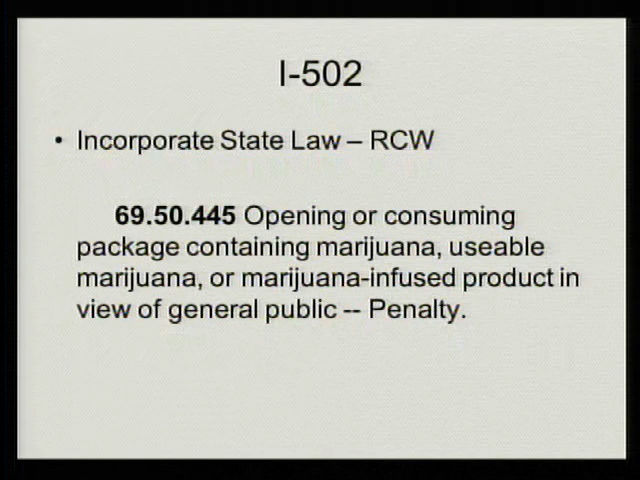 I-502
• Incorporate State Law – RCW
69.50.445 Opening or consuming
package containing marijuana, useable
marijuana, or marijuana-infused product in
view of general public -- Penalty.